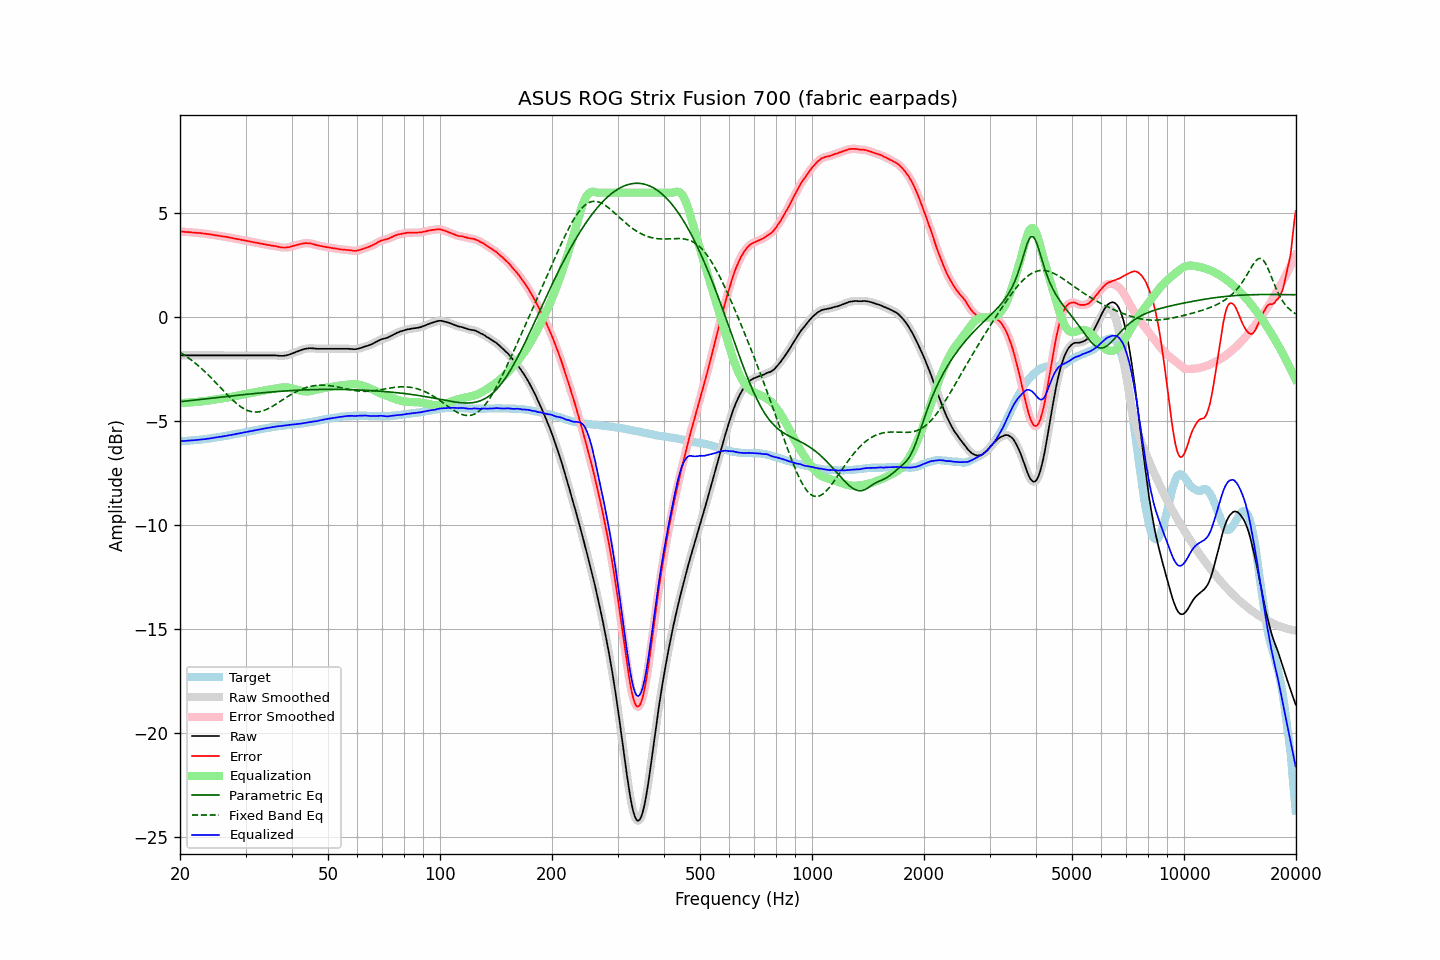 ASUS ROG Strix Fusion 700 (fabric earpads)
Amplitude (dBr)
5
0
−5
−10
−15
−20
−25
Target
Raw Smoothed
Error Smoothed
Raw
Error
Equalization
Parametric Eq
Fixed Band Eq
Equalized
20 50 100 200 500 1000 2000 5000 10000 20000
Frequency (Hz)